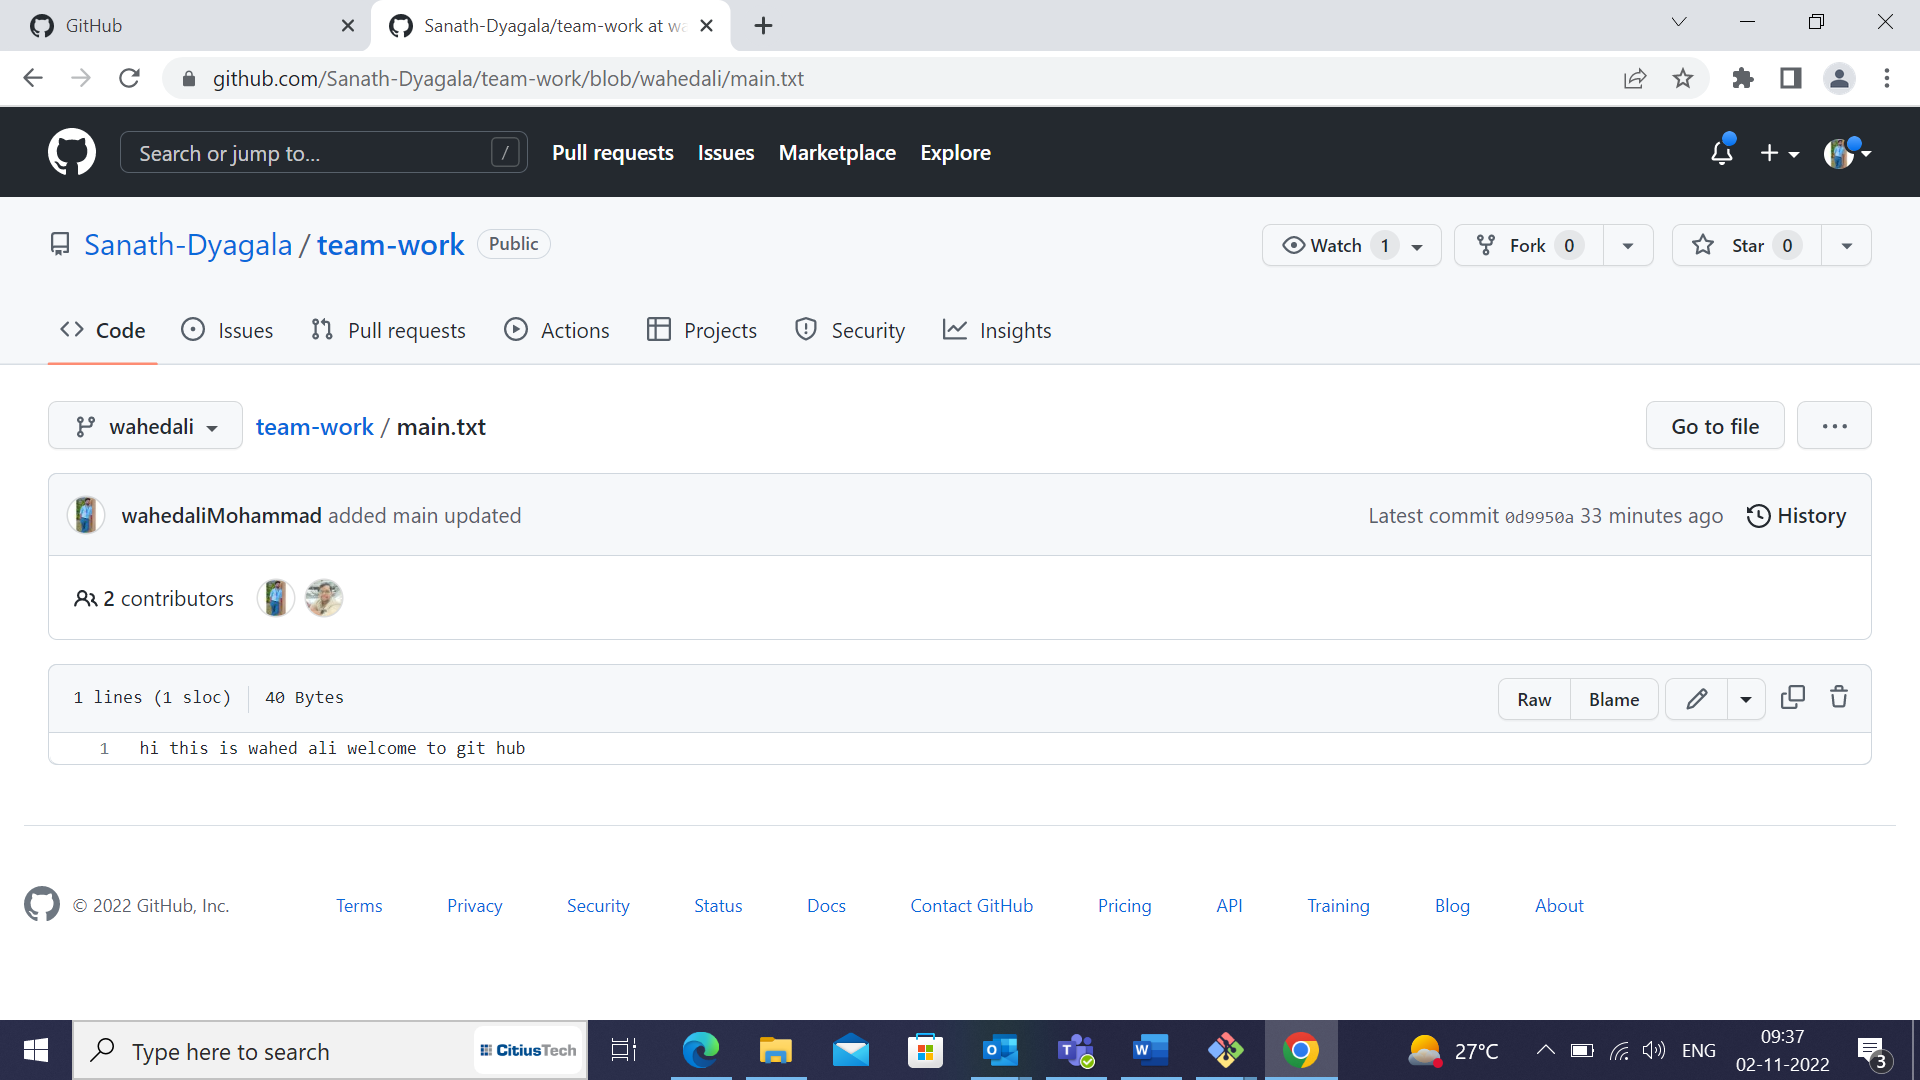 GitHub
Sanath-Dyagala/team-work at wa
github.com/Sanath-Dyagala/team-work/blob/wahedali/main.txt
Search or jump to... / Pull requests Issues Marketplace Explore
Sanath-Dyagala / team-work Public Watch 1 Fork 0 Star 0
Code Issues Pull requests Actions Projects Security Insights
wahedali team-work / main.txt Go to file ...
wahedaliMohammad added main updated Latest commit 0d9950a 33 minutes ago History
2 contributors
1 lines (1 sloc) 40 Bytes Raw Blame
1 hi this is wahed ali welcome to git hub
© 2022 GitHub, Inc. Terms Privacy Security Status Docs Contact GitHub Pricing API Training Blog About
Type here to search CitiusTech 27°C ENG 09:37
02-11-2022 3